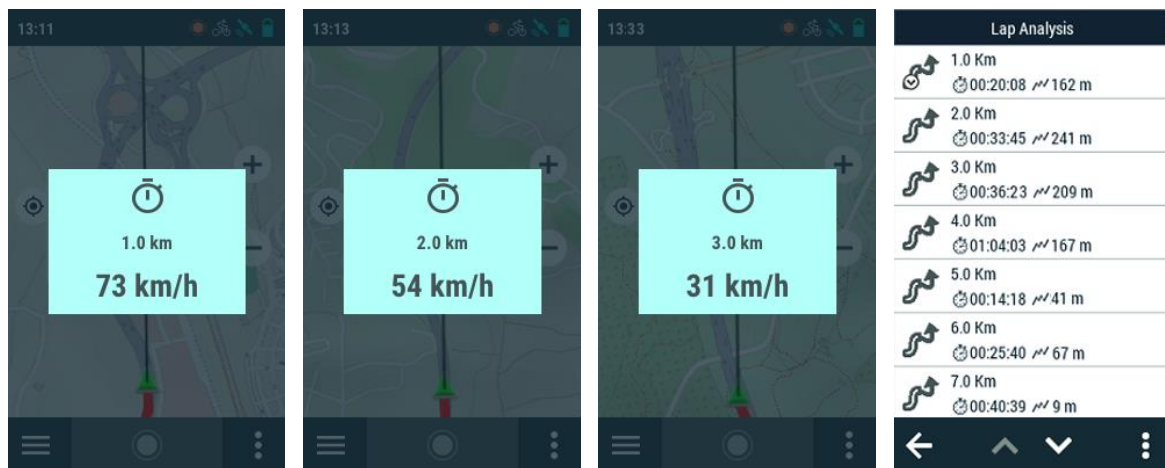 13:11
1.0 km
73 km/h
13:13
2.0 km
54 km/h
13:33
3.0 km
31 km/h
Lap Analysis
1.0 Km
00:20:08 162 m
2.0 Km
00:33:45 241 m
3.0 Km
00:36:23 209 m
4.0 Km
01:04:03 167 m
5.0 Km
00:14:18 41 m
6.0 Km
00:25:40 67 m
7.0 Km
00:40:39 9 m